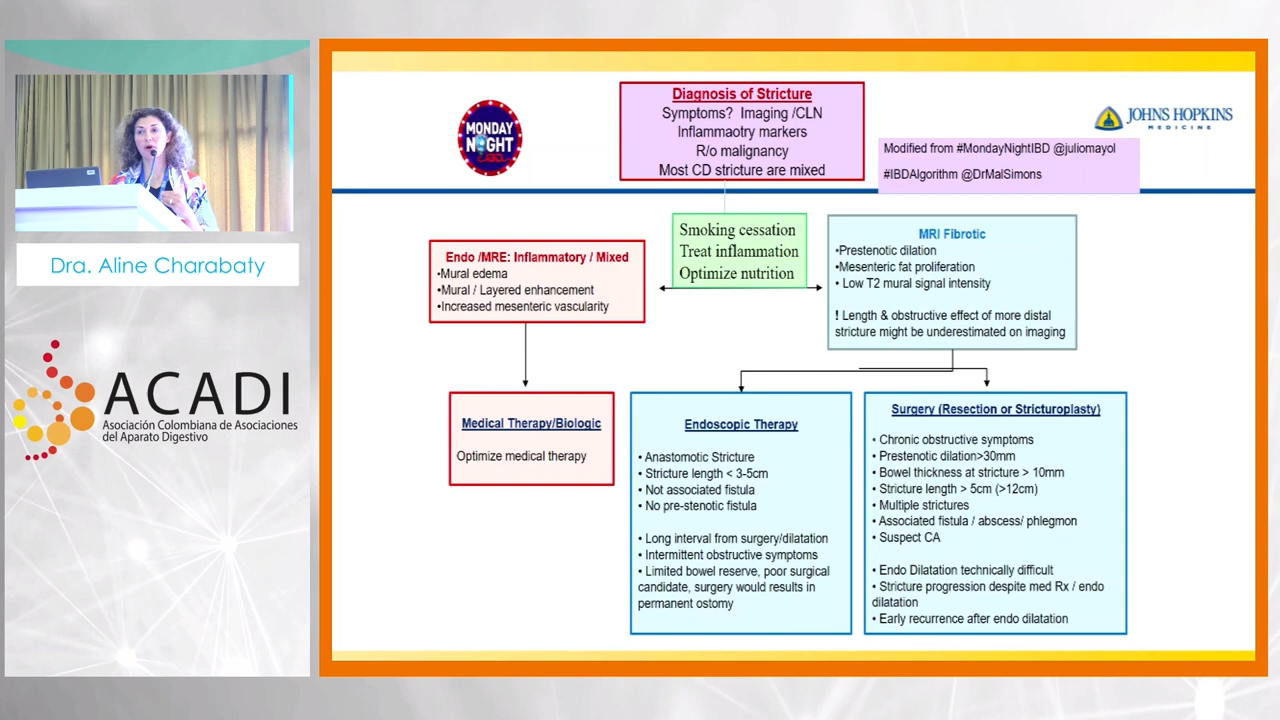 Dra. Aline Charabaty
ACADI
Asociación Colombiana de Asociaciones
del Aparato Digestivo
MONDAY
NIGHT
IBD
Diagnosis of Stricture
Symptoms? Imaging /CLN
Inflammaotry markers
R/o malignancy
Most CD stricture are mixed
JOHNS HOPKINS
MEDICINE
Modified from #MondayNightIBD @juliomayol
#IBDAlgorithm @DrMalSimons
Smoking cessation
Treat inflammation
Optimize nutrition
Endo /MRE: Inflammatory / Mixed
•Mural edema
•Mural / Layered enhancement
•Increased mesenteric vascularity
MRI Fibrotic
•Prestenotic dilation
•Mesenteric fat proliferation
• Low T2 mural signal intensity
! Length & obstructive effect of more distal
stricture might be underestimated on imaging
Medical Therapy/Biologic
Optimize medical therapy
Endoscopic Therapy
• Anastomotic Stricture
• Stricture length < 3-5cm
• Not associated fistula
• No pre-stenotic fistula
• Long interval from surgery/dilatation
• Intermittent obstructive symptoms
• Limited bowel reserve, poor surgical
candidate, surgery would results in
permanent ostomy
Surgery (Resection or Stricturoplasty)
• Chronic obstructive symptoms
• Prestenotic dilation>30mm
• Bowel thickness at stricture > 10mm
• Stricture length > 5cm (>12cm)
• Multiple strictures
• Associated fistula / abscess/ phlegmon
• Suspect CA
• Endo Dilatation technically difficult
• Stricture progression despite med Rx / endo
dilatation
• Early recurrence after endo dilatation